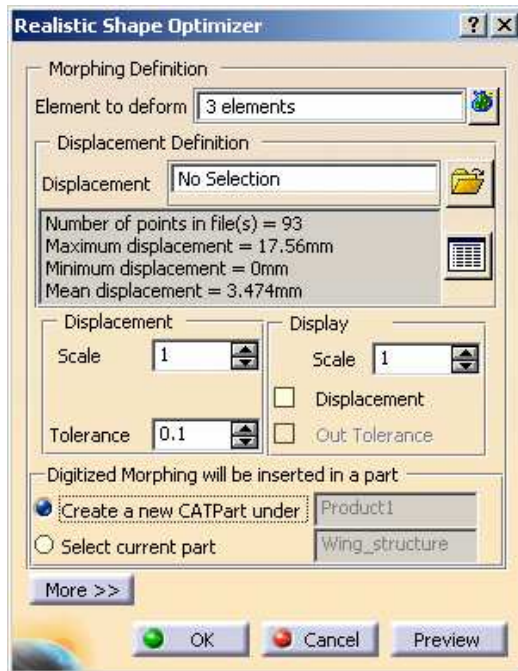 Realistic Shape Optimizer
Morphing Definition
Element to deform 3 elements
Displacement Definition
Displacement No Selection
Number of points in file(s) = 93
Maximum displacement = 17.56mm
Minimum displacement = 0mm
Mean displacement = 3.474mm
Displacement
Scale 1
Tolerance 0.1
Display
Scale 1
Displacement
Out Tolerance
Digitized Morphing will be inserted in a part
Create a new CATPart under Product1
Select current part Wing_structure
More >>
OK Cancel Preview